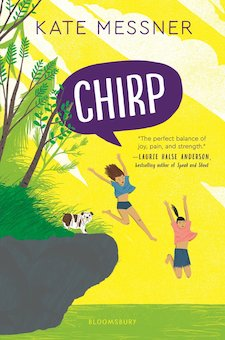 KATE MESSNER
CHIRP
"The perfect balance of
joy, pain, and strength."
—LAURIE HALSE ANDERSON,
bestselling author of Speak and Shout
BLOOMSBURY